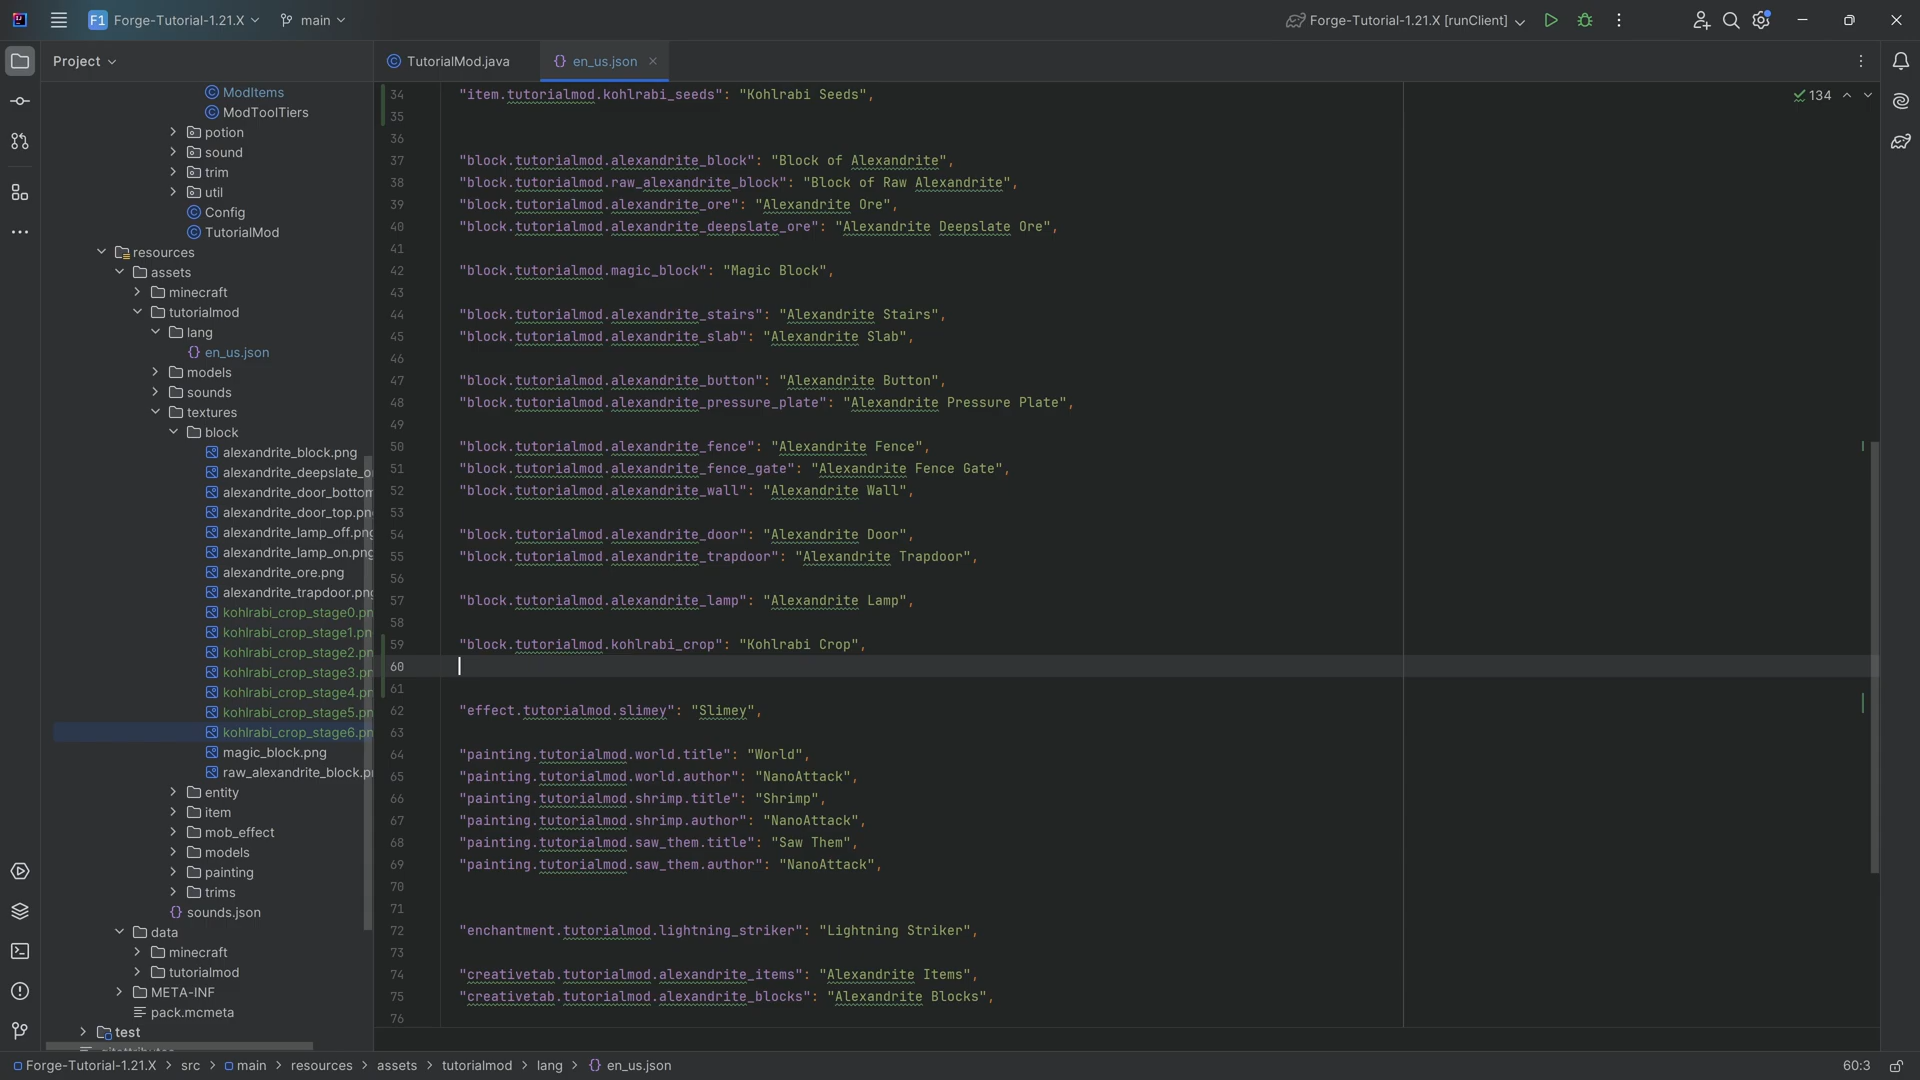 F1 Forge-Tutorial-1.21.X main Forge-Tutorial-1.21.X [runClient]
Project TutorialMod.java {} en_us.json
ModItems
ModToolTiers
potion
sound
trim
util
Config
TutorialMod
resources
assets
minecraft
tutorialmod
lang
{} en_us.json
models
sounds
textures
block
alexandrite_block.png
alexandrite_deepslate_o
alexandrite_door_bottom
alexandrite_door_top.pn
alexandrite_lamp_off.png
alexandrite_lamp_on.png
alexandrite_ore.png
alexandrite_trapdoor.png
kohlrabi_crop_stage0.pn
kohlrabi_crop_stage1.pn
kohlrabi_crop_stage2.pn
kohlrabi_crop_stage3.pn
kohlrabi_crop_stage4.pn
kohlrabi_crop_stage5.pn
kohlrabi_crop_stage6.pn
magic_block.png
raw_alexandrite_block.p
entity
item
mob_effect
models
painting
trims
{} sounds.json
data
minecraft
tutorialmod
META-INF
pack.mcmeta
test
134
34 "item.tutorialmod.kohlrabi_seeds": "Kohlrabi Seeds",
35
36
37 "block.tutorialmod.alexandrite_block": "Block of Alexandrite",
38 "block.tutorialmod.raw_alexandrite_block": "Block of Raw Alexandrite",
39 "block.tutorialmod.alexandrite_ore": "Alexandrite Ore",
40 "block.tutorialmod.alexandrite_deepslate_ore": "Alexandrite Deepslate Ore",
41
42 "block.tutorialmod.magic_block": "Magic Block",
43
44 "block.tutorialmod.alexandrite_stairs": "Alexandrite Stairs",
45 "block.tutorialmod.alexandrite_slab": "Alexandrite Slab",
46
47 "block.tutorialmod.alexandrite_button": "Alexandrite Button",
48 "block.tutorialmod.alexandrite_pressure_plate": "Alexandrite Pressure Plate",
49
50 "block.tutorialmod.alexandrite_fence": "Alexandrite Fence",
51 "block.tutorialmod.alexandrite_fence_gate": "Alexandrite Fence Gate",
52 "block.tutorialmod.alexandrite_wall": "Alexandrite Wall",
53
54 "block.tutorialmod.alexandrite_door": "Alexandrite Door",
55 "block.tutorialmod.alexandrite_trapdoor": "Alexandrite Trapdoor",
56
57 "block.tutorialmod.alexandrite_lamp": "Alexandrite Lamp",
58
59 "block.tutorialmod.kohlrabi_crop": "Kohlrabi Crop",
60
61
62 "effect.tutorialmod.slimey": "Slimey",
63
64 "painting.tutorialmod.world.title": "World",
65 "painting.tutorialmod.world.author": "NanoAttack",
66 "painting.tutorialmod.shrimp.title": "Shrimp",
67 "painting.tutorialmod.shrimp.author": "NanoAttack",
68 "painting.tutorialmod.saw_them.title": "Saw Them",
69 "painting.tutorialmod.saw_them.author": "NanoAttack",
70
71
72 "enchantment.tutorialmod.lightning_striker": "Lightning Striker",
73
74 "creativetab.tutorialmod.alexandrite_items": "Alexandrite Items",
75 "creativetab.tutorialmod.alexandrite_blocks": "Alexandrite Blocks",
76
Forge-Tutorial-1.21.X > src > main > resources > assets > tutorialmod > lang > {} en_us.json 60:3